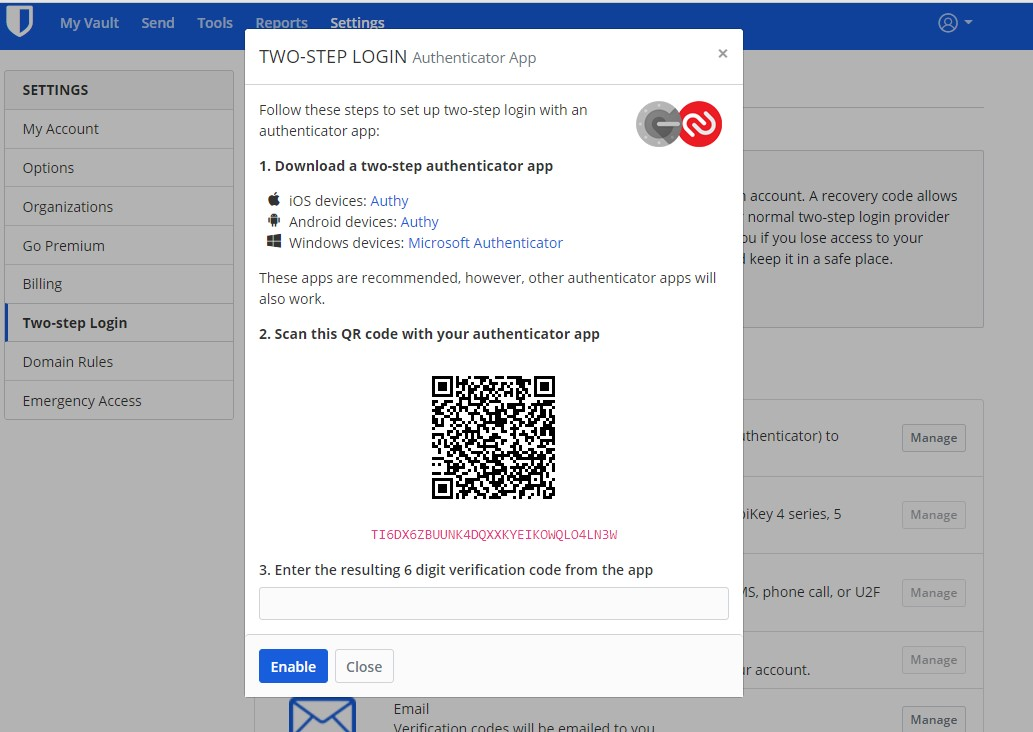 My Vault Send Tools Reports Settings
SETTINGS
My Account
Options
Organizations
Go Premium
Billing
Two-step Login
Domain Rules
Emergency Access
TWO-STEP LOGIN Authenticator App
×
Follow these steps to set up two-step login with an
authenticator app:
1. Download a two-step authenticator app
iOS devices: Authy
Android devices: Authy
Windows devices: Microsoft Authenticator
These apps are recommended, however, other authenticator apps will
also work.
2. Scan this QR code with your authenticator app
TI6DX6ZBUUNK4DQXXKYEIKOWQLO4LN3W
3. Enter the resulting 6 digit verification code from the app
Enable Close
account. A recovery code allows
normal two-step login provider
if you lose access to your
keep it in a safe place.
to
Manage
4 series, 5
Manage
phone call, or U2F
Manage
account.
Manage
Email
Verification codes will be emailed to you
Manage